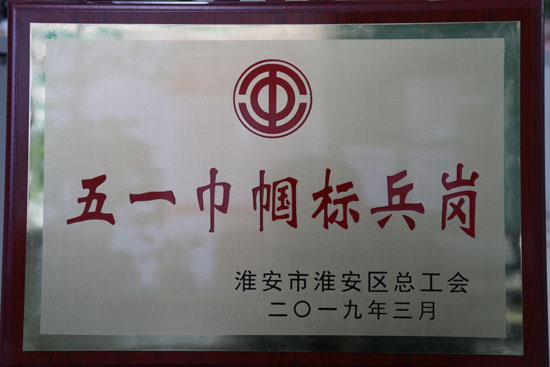 五一巾帼标兵岗
淮安市淮安区总工会
二〇一九年三月